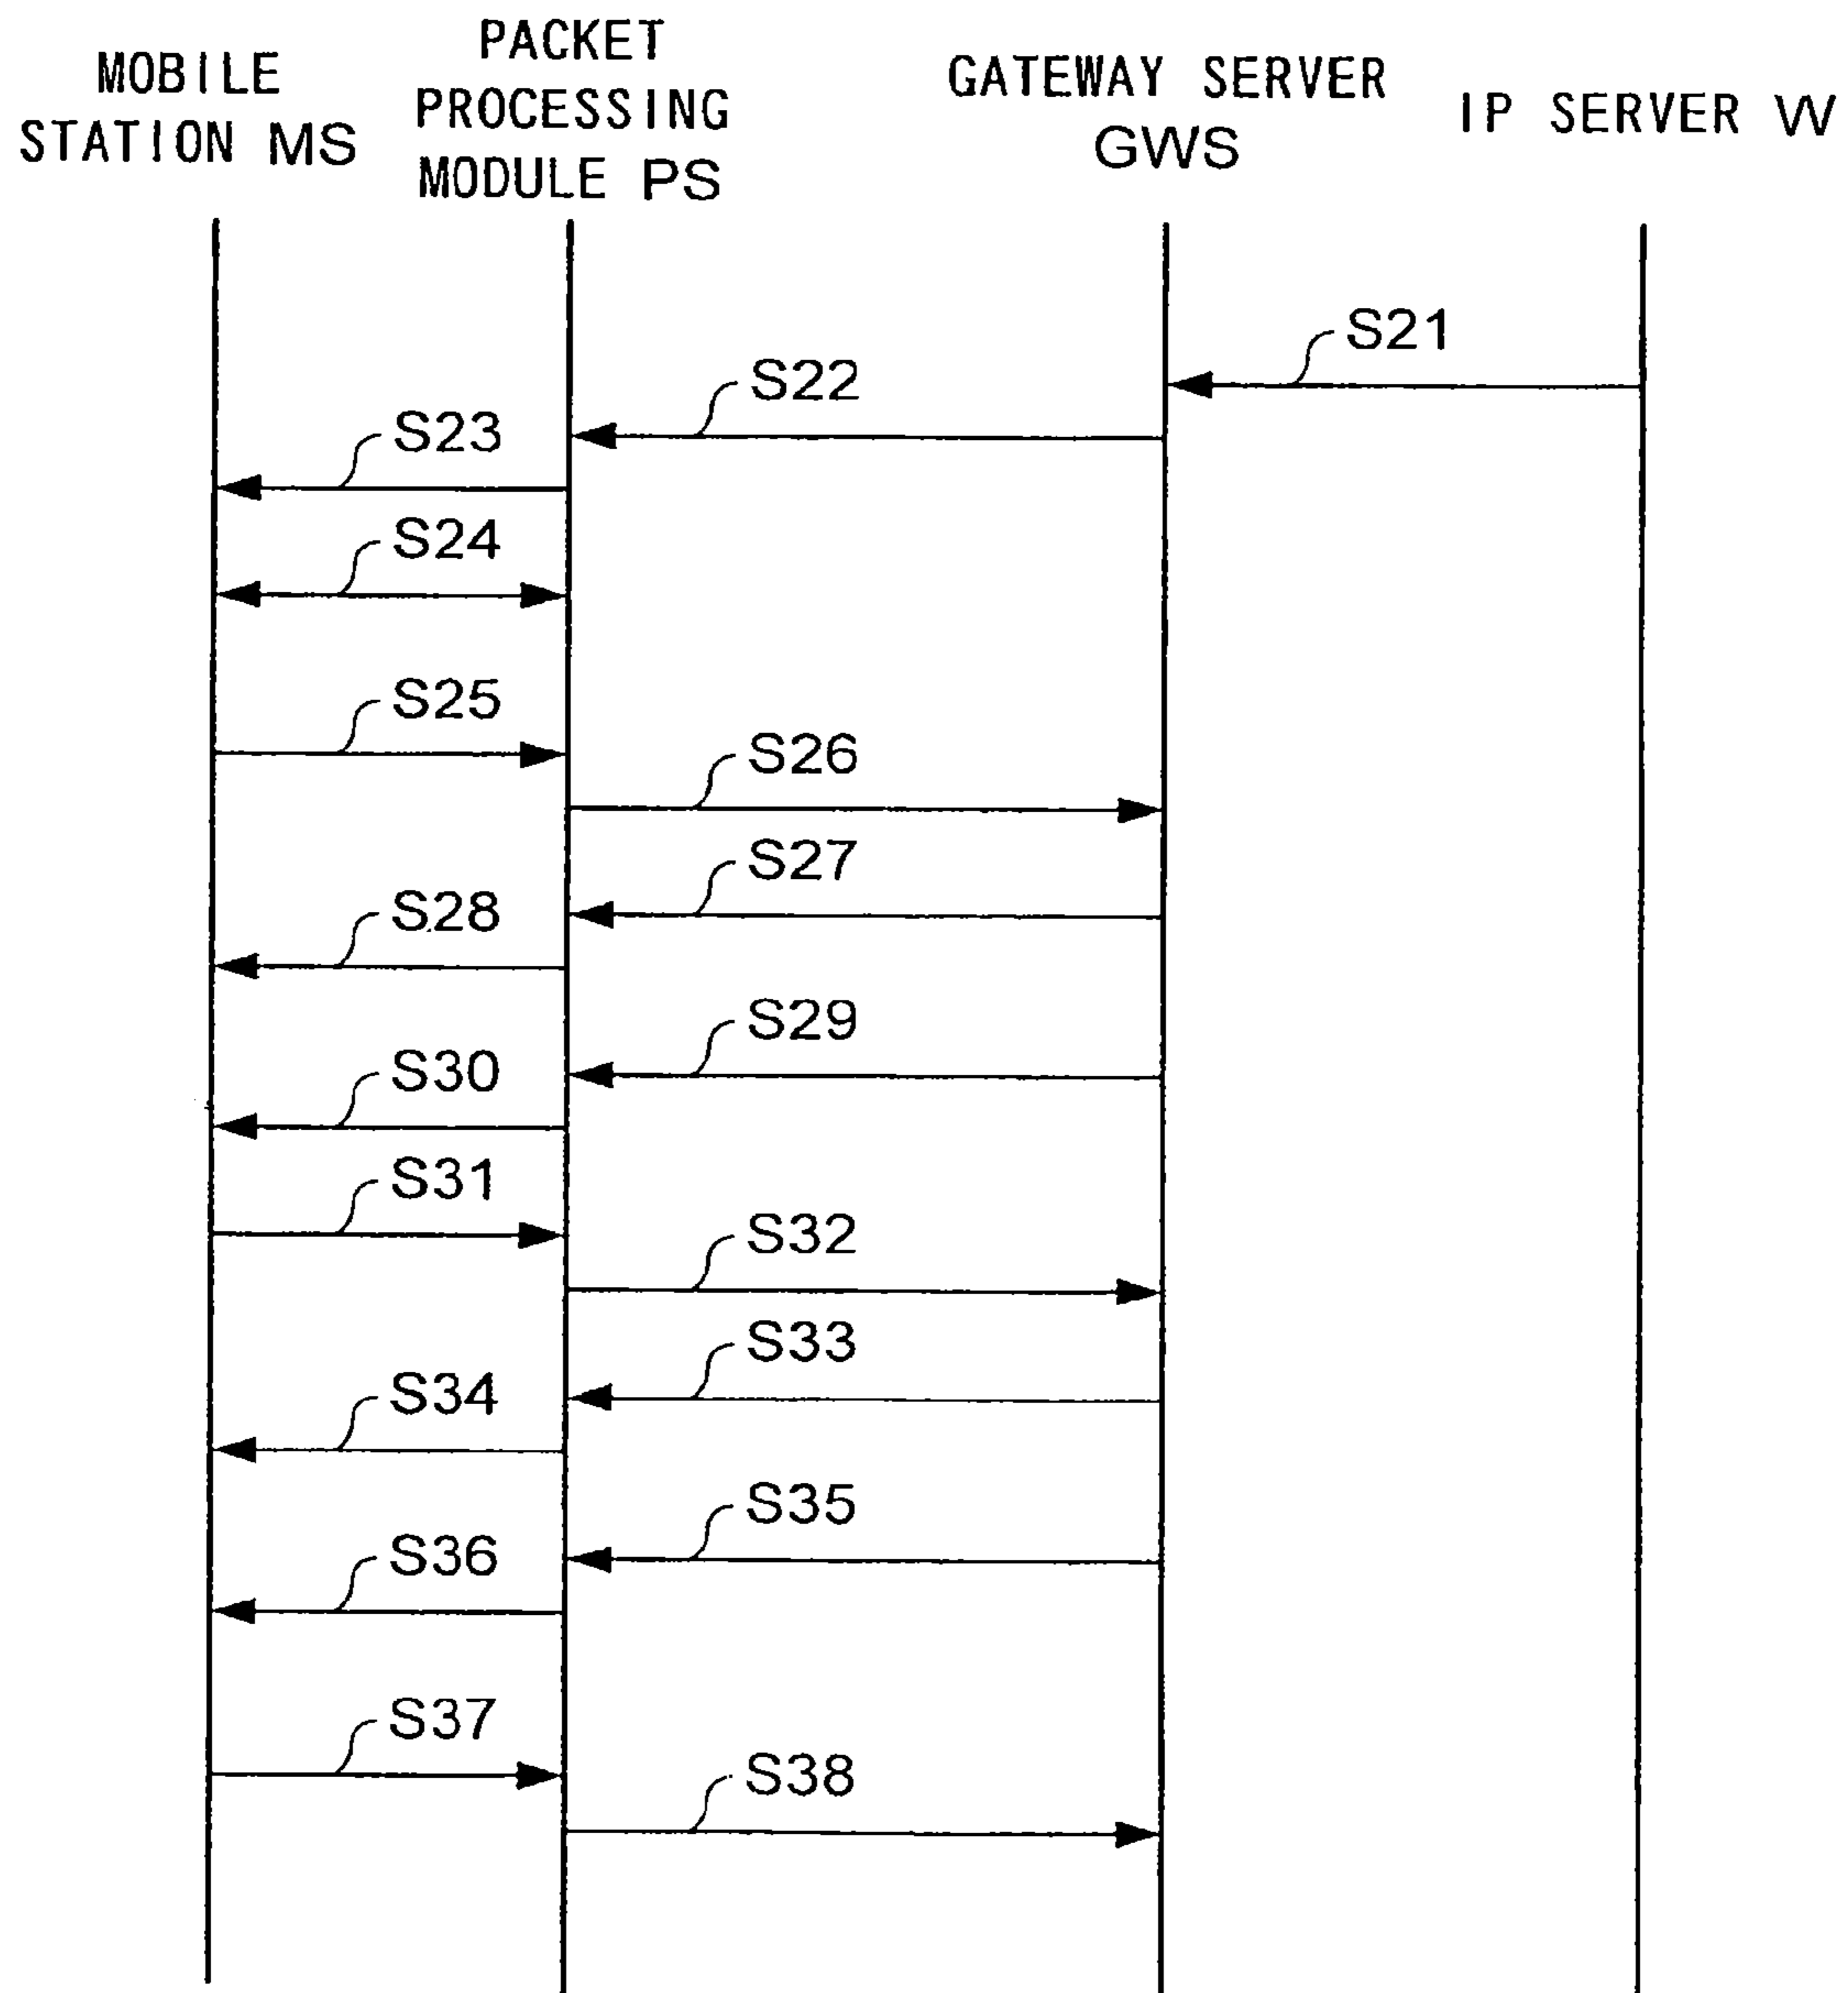 MOBILE
STATION MS
PACKET
PROCESSING
MODULE PS
GATEWAY SERVER
GWS
IP SERVER W
S21
S22
S23
S24
S25
S26
S27
S28
S29
S30
S31
S32
S33
S34
S35
S36
S37
S38